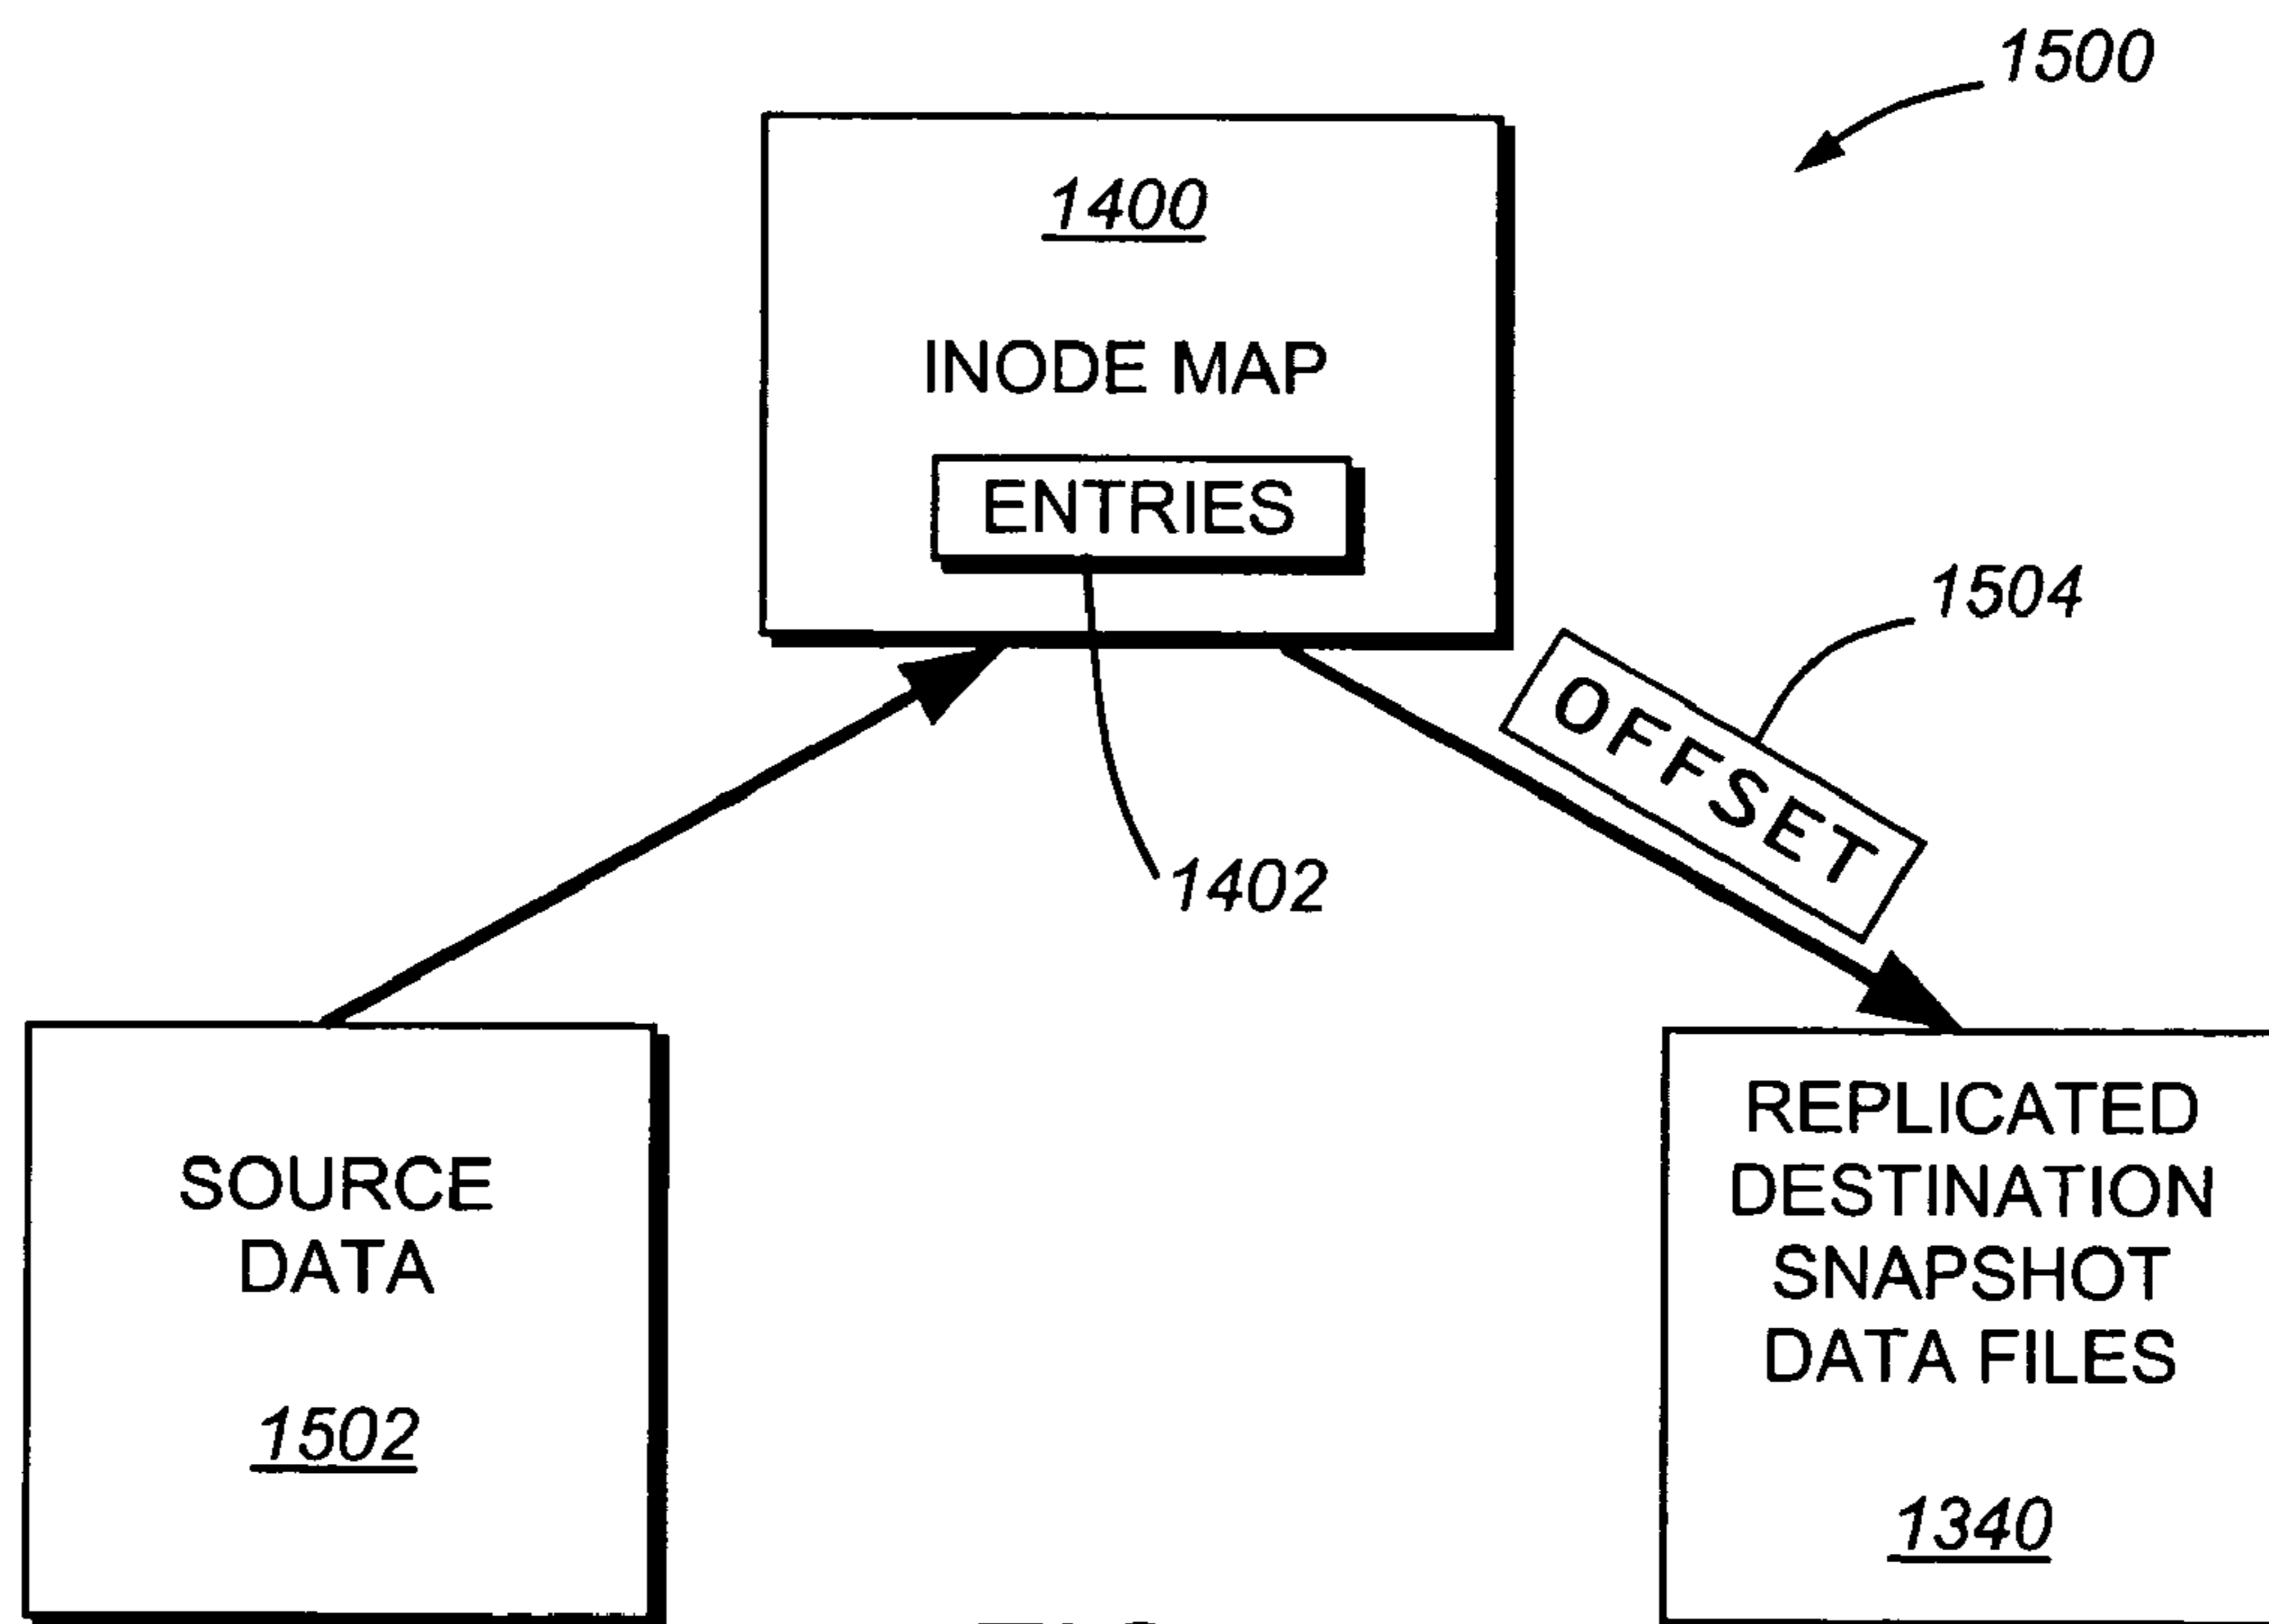 1500
1400
INODE MAP
ENTRIES
1504
OFFSET
1402
SOURCE
DATA
1502
REPLICATED
DESTINATION
SNAPSHOT
DATA FILES
1340